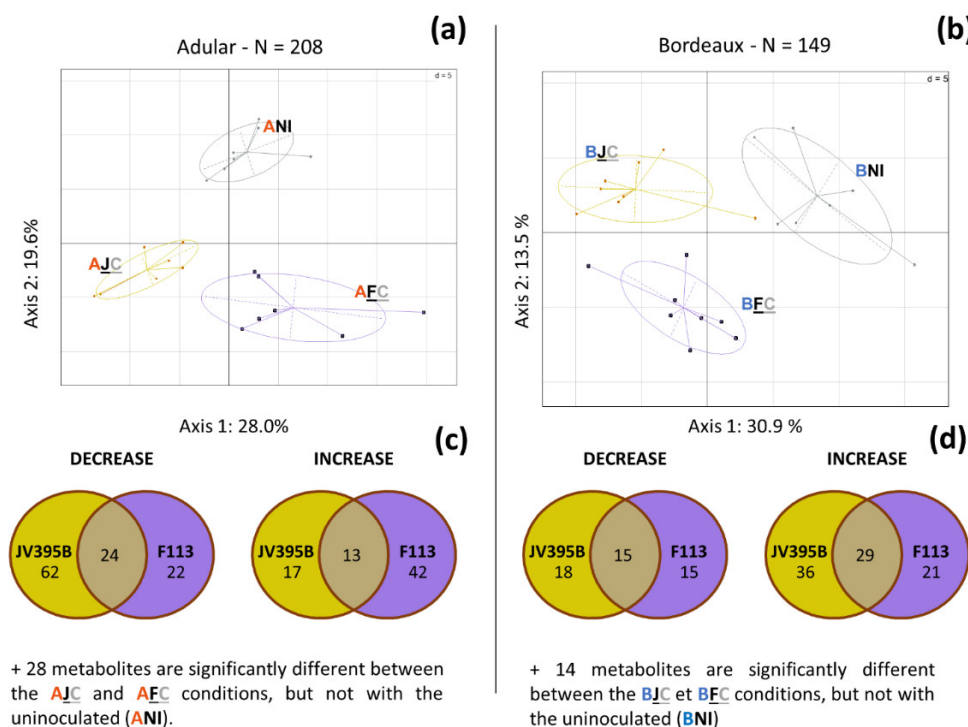 (a)
Adular - N = 208
d = 5
ANI
AJC
AFC
Axis 2: 19.6%
Axis 1: 28.0%
(b)
Bordeaux - N = 149
d = 5
BJC
BNI
BFC
Axis 2: 13.5 %
Axis 1: 30.9 %
(c)
DECREASE
INCREASE
JV395B
62
24
F113
22
JV395B
17
13
F113
42
+ 28 metabolites are significantly different between
the AJC and AFC conditions, but not with the
uninoculated (ANI).
(d)
DECREASE
INCREASE
JV395B
18
15
F113
15
JV395B
36
29
F113
21
+ 14 metabolites are significantly different
between the BJC et BFC conditions, but not with
the uninoculated (BNI)